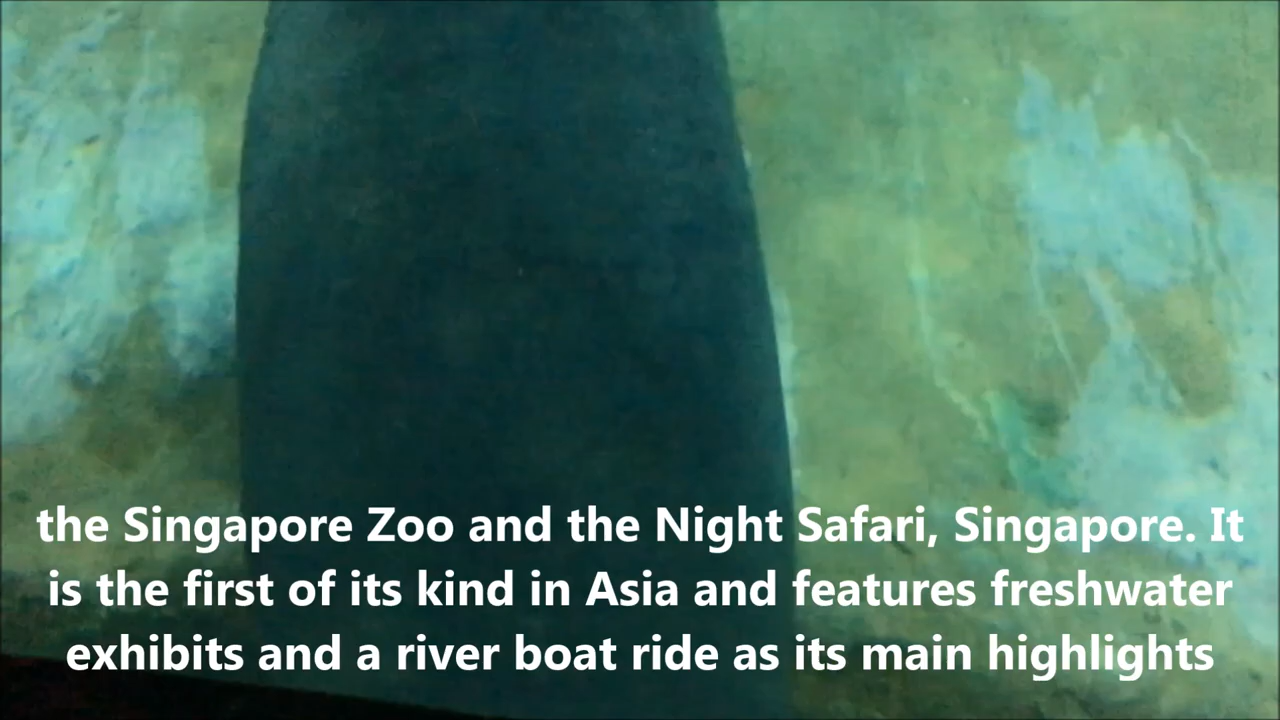 the Singapore Zoo and the Night Safari, Singapore. It
is the first of its kind in Asia and features freshwater
exhibits and a river boat ride as its main highlights